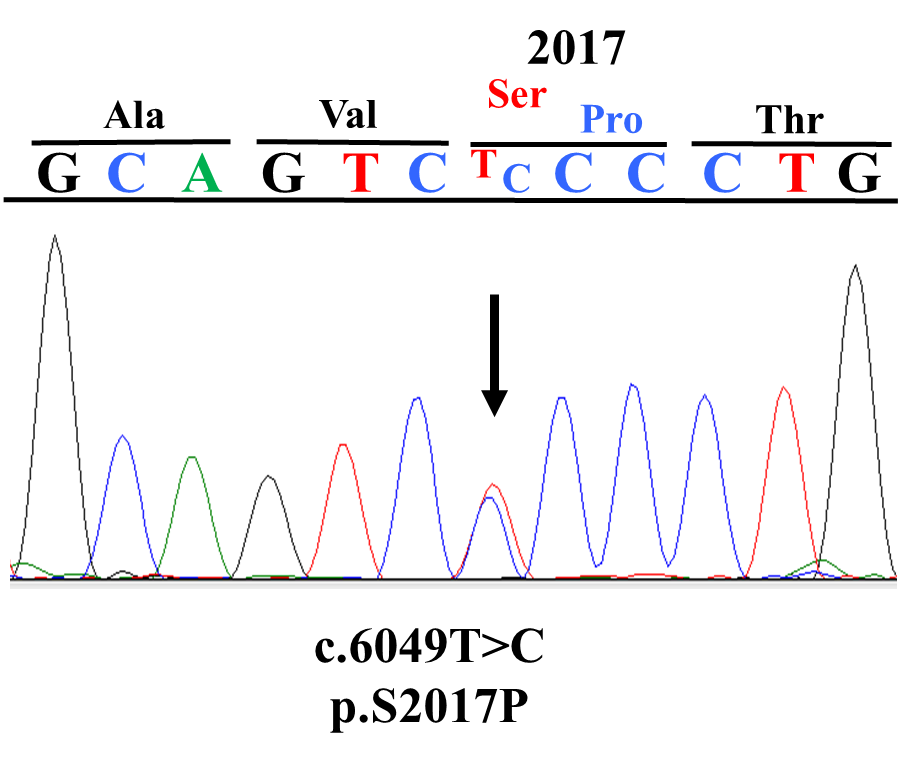 2017
Ser
Ala Val Pro Thr
G C A G T C T C C C C T G
c.6049T>C
p.S2017P